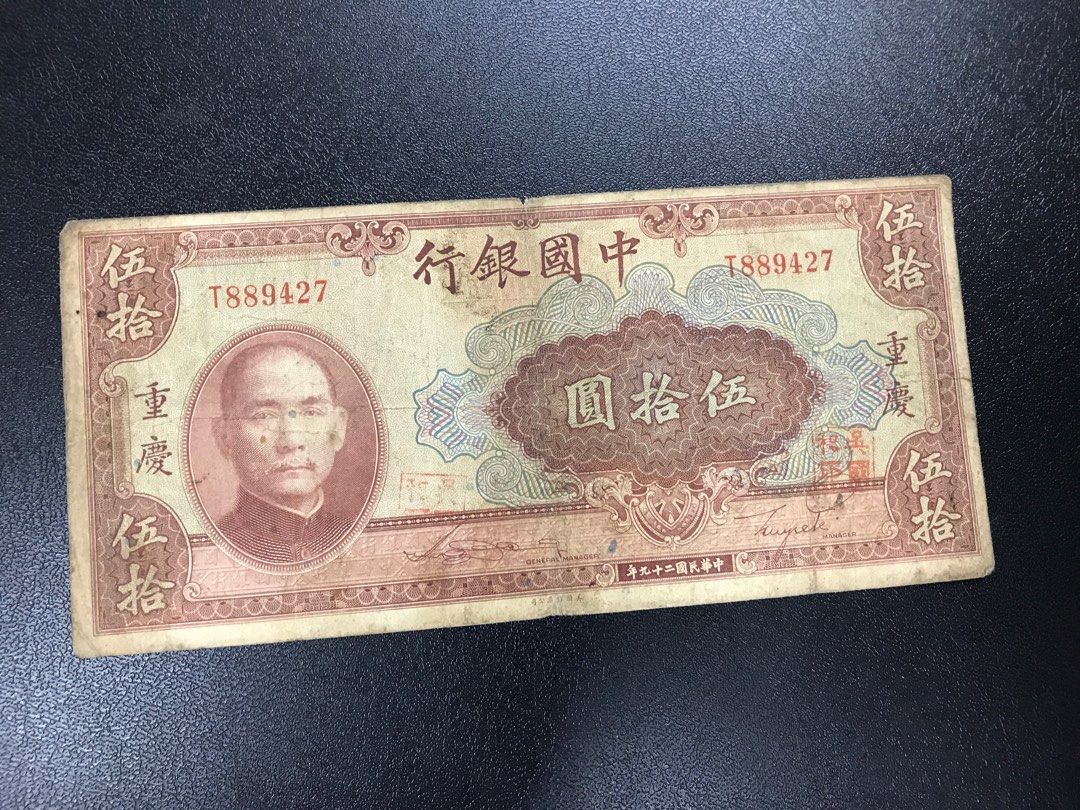 中國銀行
T889427
T889427
伍拾
伍拾
重慶
重慶
伍拾圓
伍拾
伍拾
GENERAL MANAGER
MANAGER
中華民國二十九年